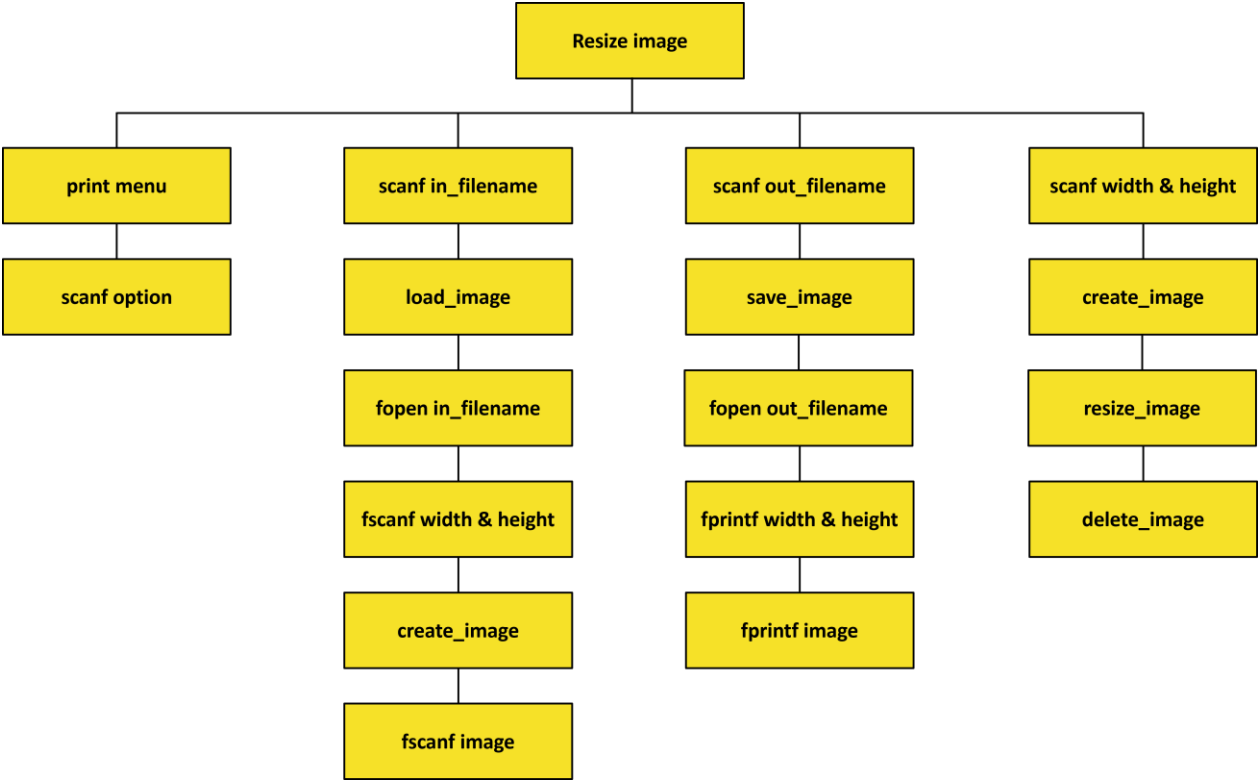 Resize image
print menu
scanf in_filename
scanf out_filename
scanf width & height
scanf option
load_image
save_image
create_image
fopen in_filename
fopen out_filename
resize_image
fscanf width & height
fprintf width & height
delete_image
create_image
fprintf image
fscanf image